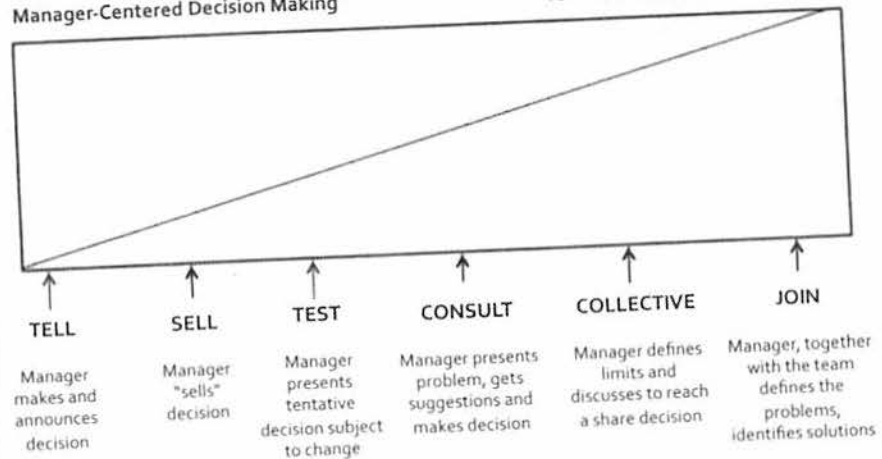 Manager-Centered Decision Making
TELL
Manager
makes and
announces
decision
SELL
Manager
"sells"
decision
TEST
Manager
presents
tentative
decision subject
to change
CONSULT
Manager presents
problem, gets
suggestions and
makes decision
COLLECTIVE
Manager defines
limits and
discusses to reach
a share decision
JOIN
Manager, together
with the team
defines the
problems,
identifies solutions